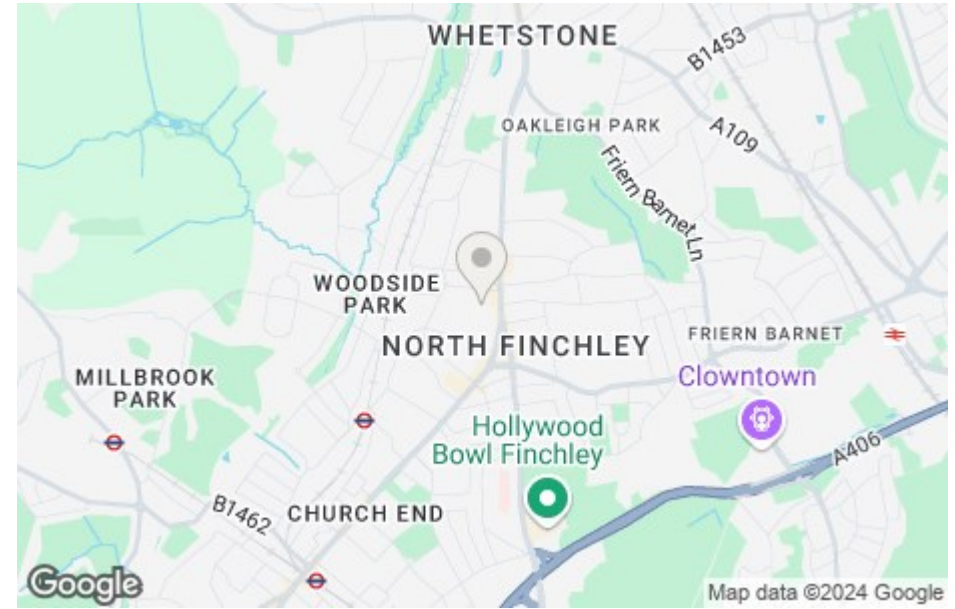 WHETSTONE
B1453
OAKLEIGH PARK
A109
Friern Barnet Ln
WOODSIDE
PARK
NORTH FINCHLEY
FRIERN BARNET
MILLBROOK
PARK
Clowntown
Hollywood
Bowl Finchley
A406
B1462
CHURCH END
Google
Map data ©2024 Google